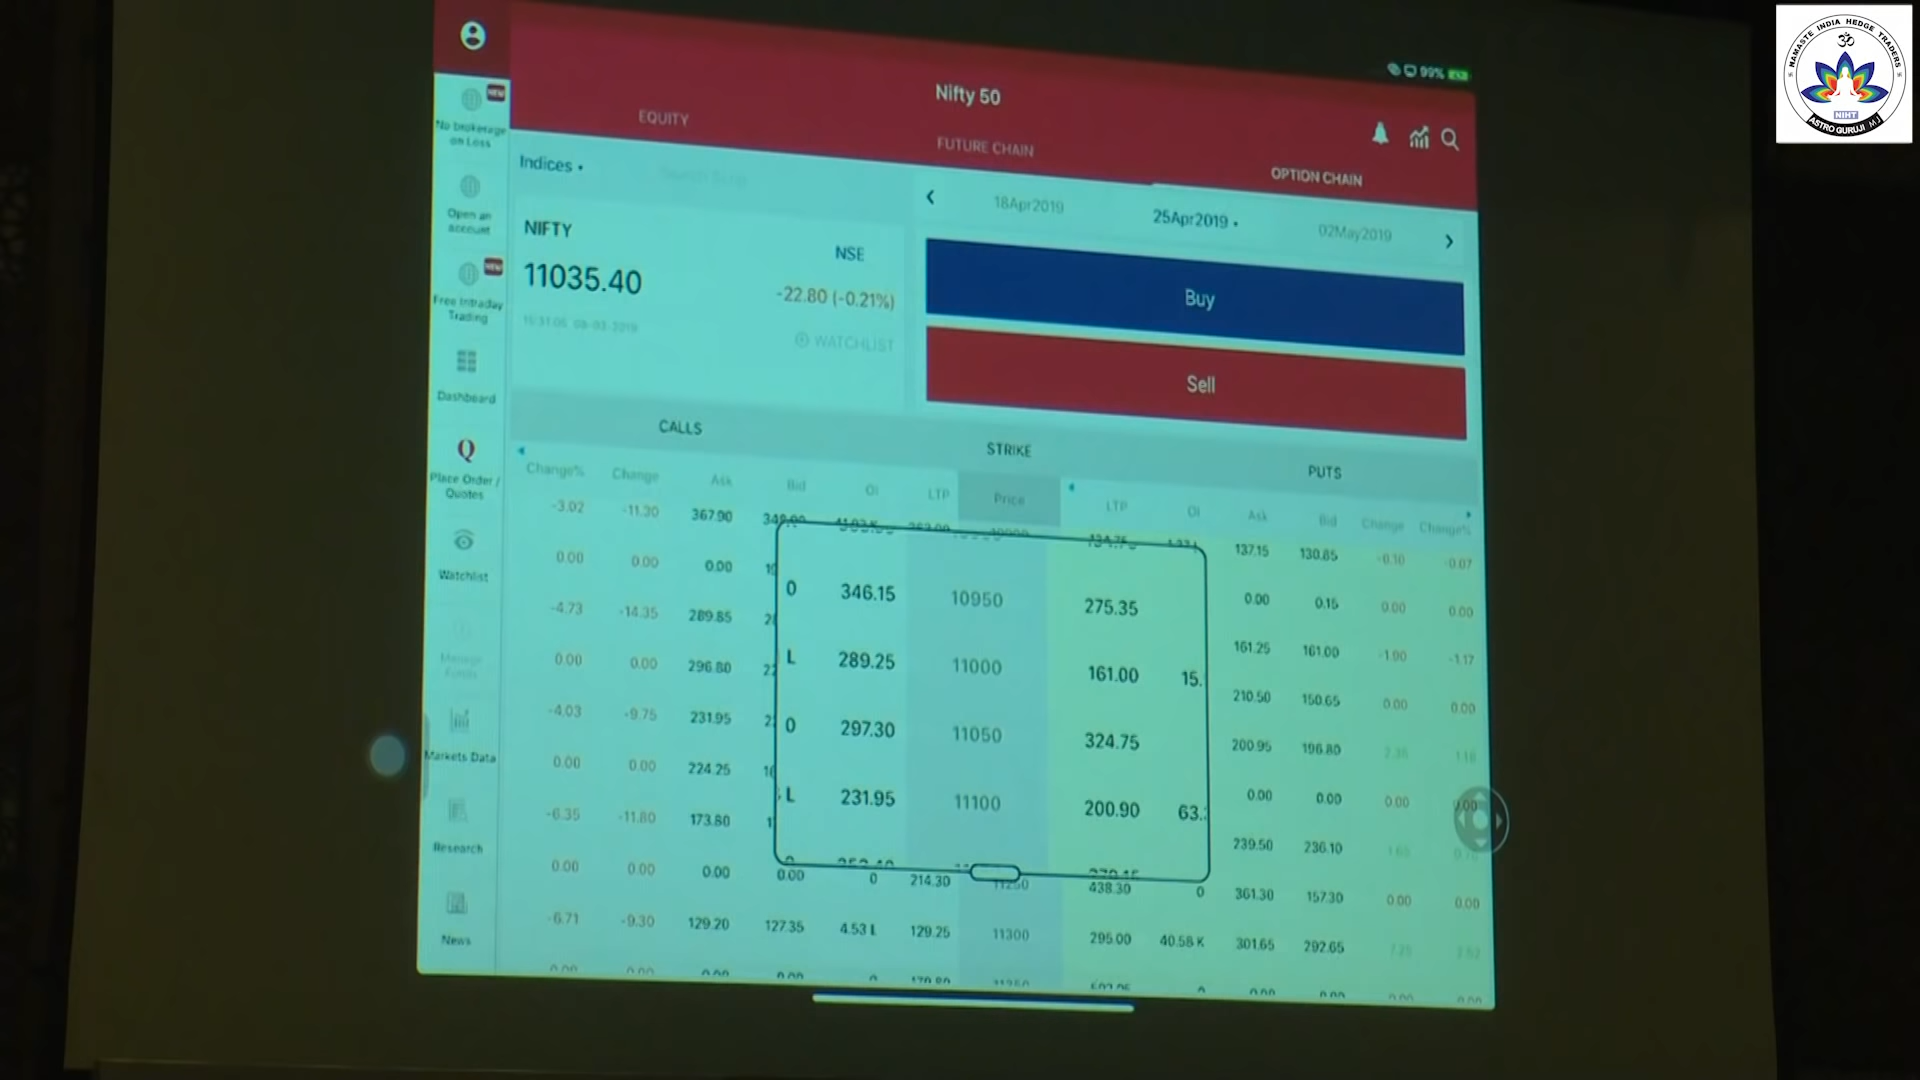 NAMASTE INDIA HEDGE TRADERS
NIHT
ASTRO GURUJI MJ
99%
Nifty 50
EQUITY
FUTURE CHAIN
OPTION CHAIN
NEW
No brokerage
on Loss
Open an
account
NEW
Free Intraday
Trading
Dashboard
Q
Place Order /
Quotes
Watchlist
Manage
Funds
Markets Data
Research
News
Indices
18Apr2019
25Apr2019
02May2019
NIFTY
NSE
11035.40
-22.80 (-0.21%)
WATCHLIST
Buy
Sell
CALLS
STRIKE
PUTS
Change% Change Ask Bid OI LTP Price LTP OI Ask Bid Change Change%
-3.02 -11.30 367.90 137.15 130.85 -0.10 -0.07
0.00 0.00 0.00 0 346.15 10950 275.35 0.00 0.15 0.00 0.00
-4.73 -14.35 289.85 L 289.25 11000 161.00 15. 161.25 161.00 -1.90 -1.17
0.00 0.00 296.80 0 297.30 11050 324.75 210.50 150.65 0.00 0.00
-4.03 -9.75 231.95 L 231.95 11100 200.90 63. 200.95 196.80
0.00 0.00 224.25 0.00 0.00 0.00 0.00
-6.35 -11.80 173.80 239.50 236.10
0.00 0.00 0.00 0.00 0 214.30 11250 438.30 0 361.30 157.30 0.00 0.00
-6.71 -9.30 129.20 127.35 4.53 L 129.25 11300 295.00 40.58 K 301.65 292.65